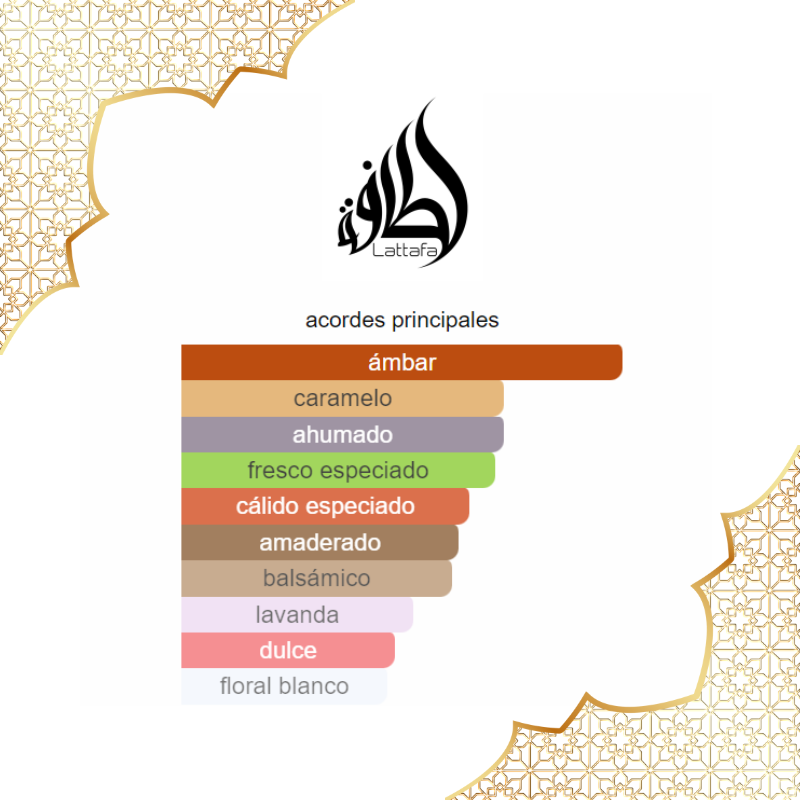 لطافة
Lattafa
acordes principales
ámbar
caramelo
ahumado
fresco especiado
cálido especiado
amaderado
balsámico
lavanda
dulce
floral blanco